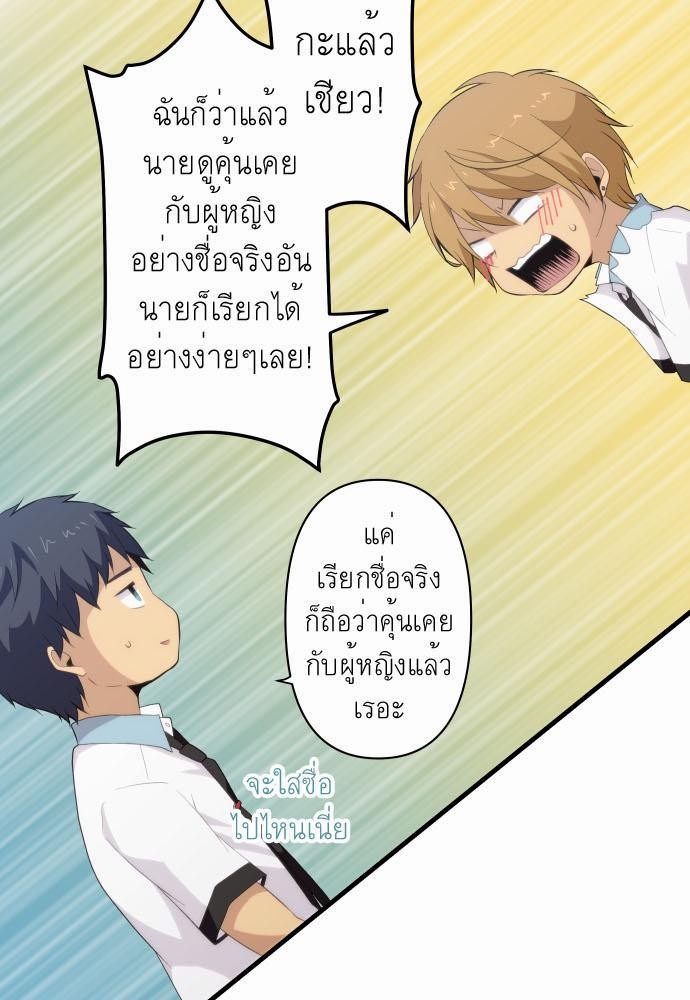 กะแล้ว
เชียว!
ฉันก็ว่าแล้ว
นายดูคุ้นเคย
กับผู้หญิง
อย่างชื่อจริงอัน
นายก็เรียกได้
อย่างง่ายๆเลย!
แค่
เรียกชื่อจริง
ก็ถือว่าคุ้นเคย
กับผู้หญิงแล้ว
เรอะ
จะใสซื่อ
ไปไหนเนี่ย